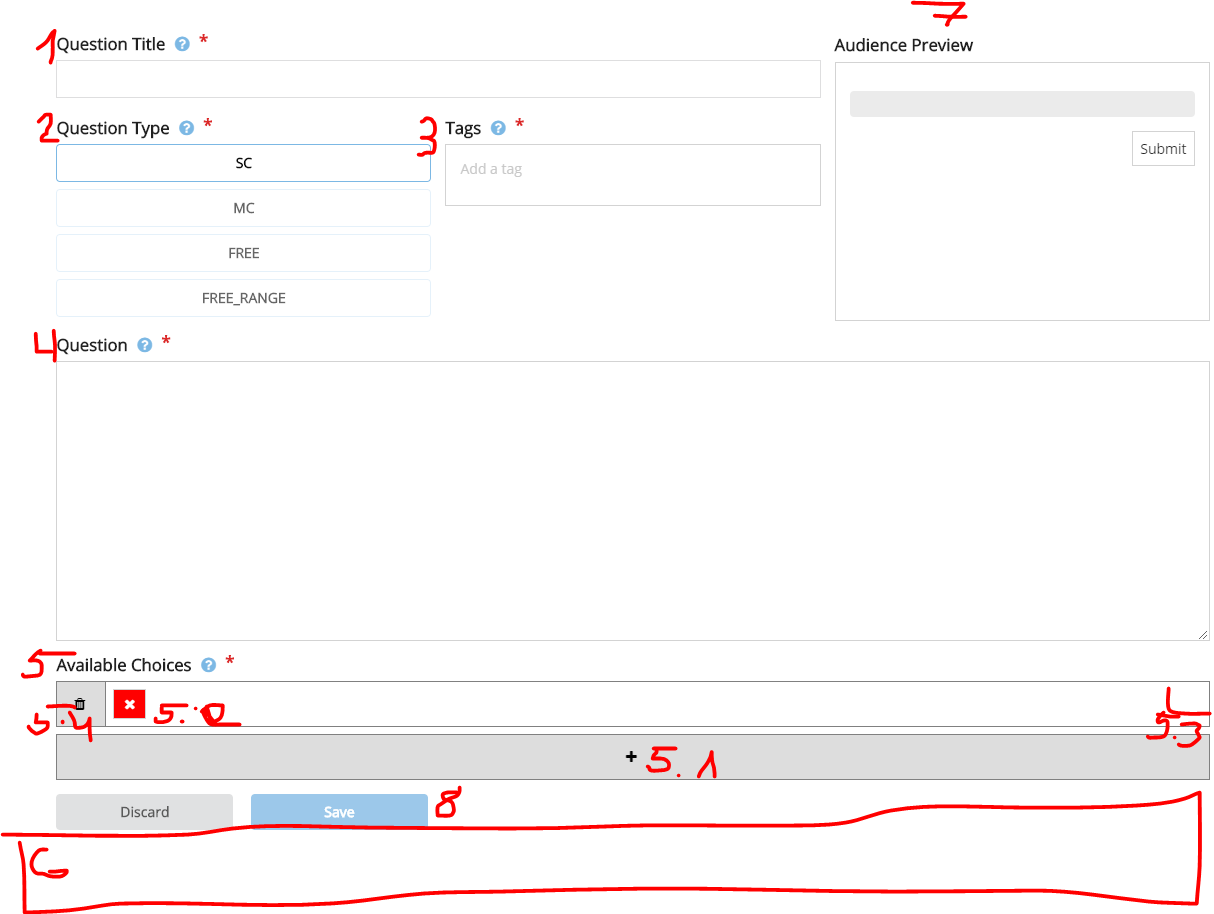 7
1 Question Title ? *
Audience Preview
2 Question Type ? *
3 Tags ? *
SC
Add a tag
Submit
MC
FREE
FREE_RANGE
4 Question ? *
5 Available Choices ? *
5.4
5.2
5.3
+ 5.1
Discard
Save
8
6